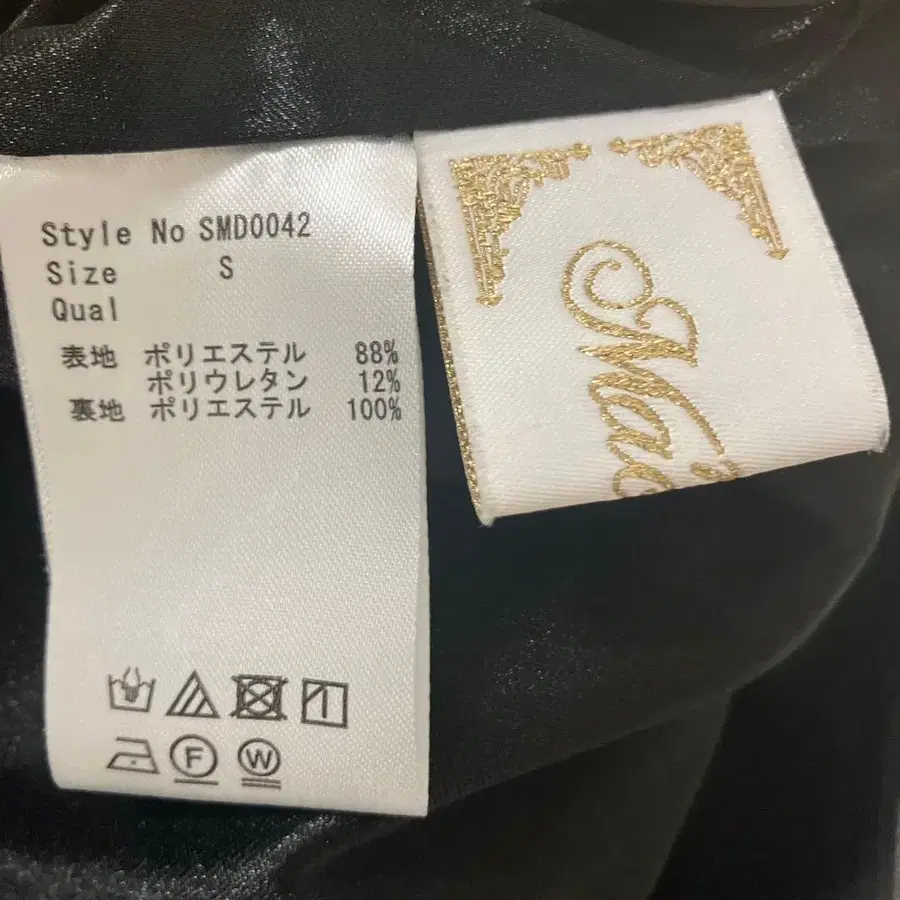 Style No SMD0042
Size S
Qual
表地 ポリエステル 88%
ポリウレタン 12%
裏地 ポリエステル 100%
F W